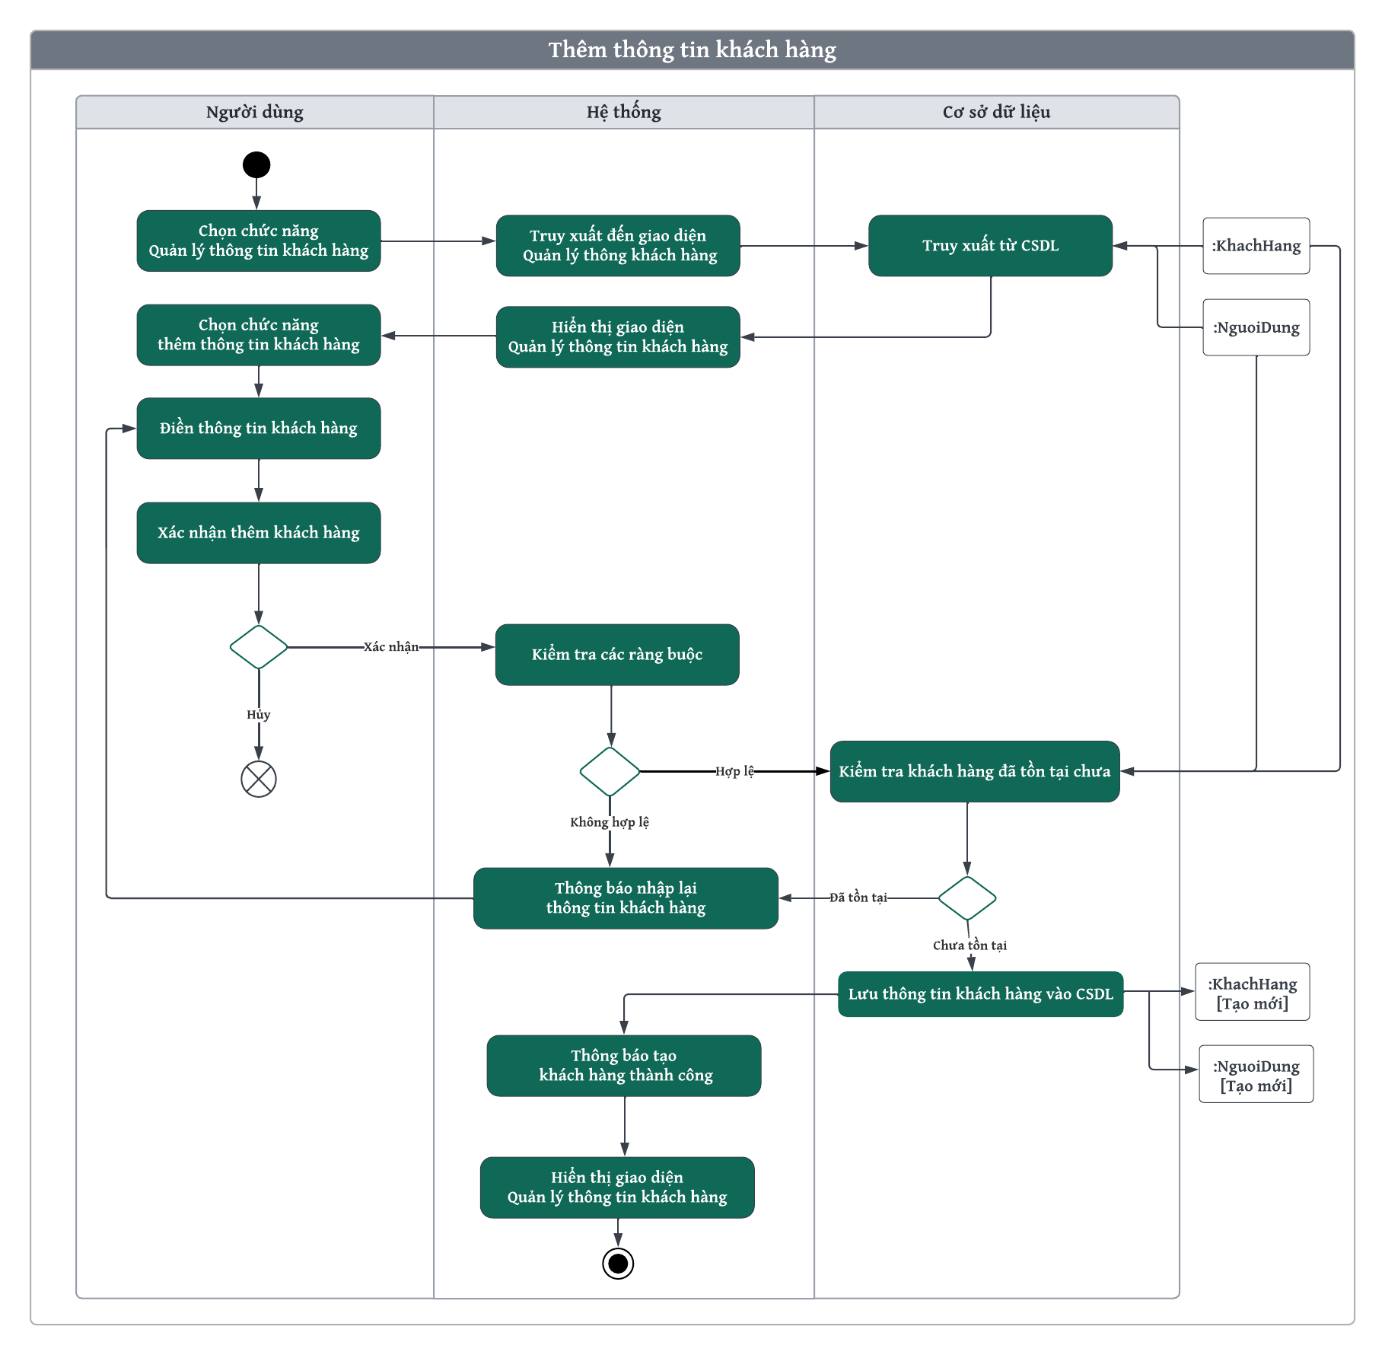 Thêm thông tin khách hàng
Người dùng
Hệ thống
Cơ sở dữ liệu
Chọn chức năng
Quản lý thông tin khách hàng
Truy xuất đến giao diện
Quản lý thông khách hàng
Truy xuất từ CSDL
:KhachHang
:NguoiDung
Hiển thị giao diện
Quản lý thông tin khách hàng
Chọn chức năng
thêm thông tin khách hàng
Điền thông tin khách hàng
Xác nhận thêm khách hàng
Xác nhận
Kiểm tra các ràng buộc
Hủy
Hợp lệ
Kiểm tra khách hàng đã tồn tại chưa
Không hợp lệ
Thông báo nhập lại
thông tin khách hàng
Đã tồn tại
Chưa tồn tại
Lưu thông tin khách hàng vào CSDL
:KhachHang
[Tạo mới]
:NguoiDung
[Tạo mới]
Thông báo tạo
khách hàng thành công
Hiển thị giao diện
Quản lý thông tin khách hàng